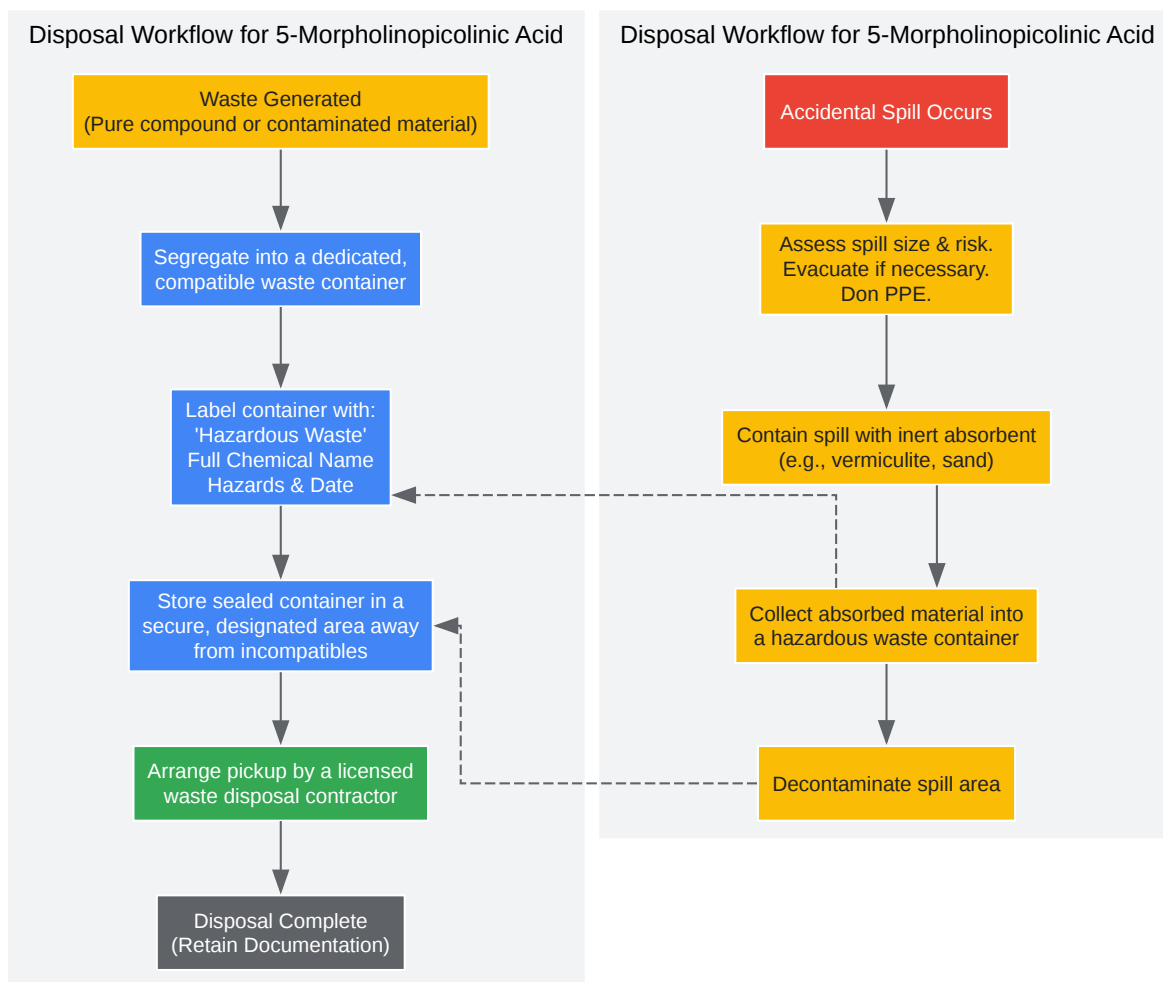 Disposal Workflow for 5-Morpholinopicolinic Acid
Waste Generated
(Pure compound or contaminated material)
Segregate into a dedicated,
compatible waste container
Label container with:
'Hazardous Waste'
Full Chemical Name
Hazards & Date
Store sealed container in a
secure, designated area away
from incompatibles
Arrange pickup by a licensed
waste disposal contractor
Disposal Complete
(Retain Documentation)
Disposal Workflow for 5-Morpholinopicolinic Acid
Accidental Spill Occurs
Assess spill size & risk.
Evacuate if necessary.
Don PPE.
Contain spill with inert absorbent
(e.g., vermiculite, sand)
Collect absorbed material into
a hazardous waste container
Decontaminate spill area